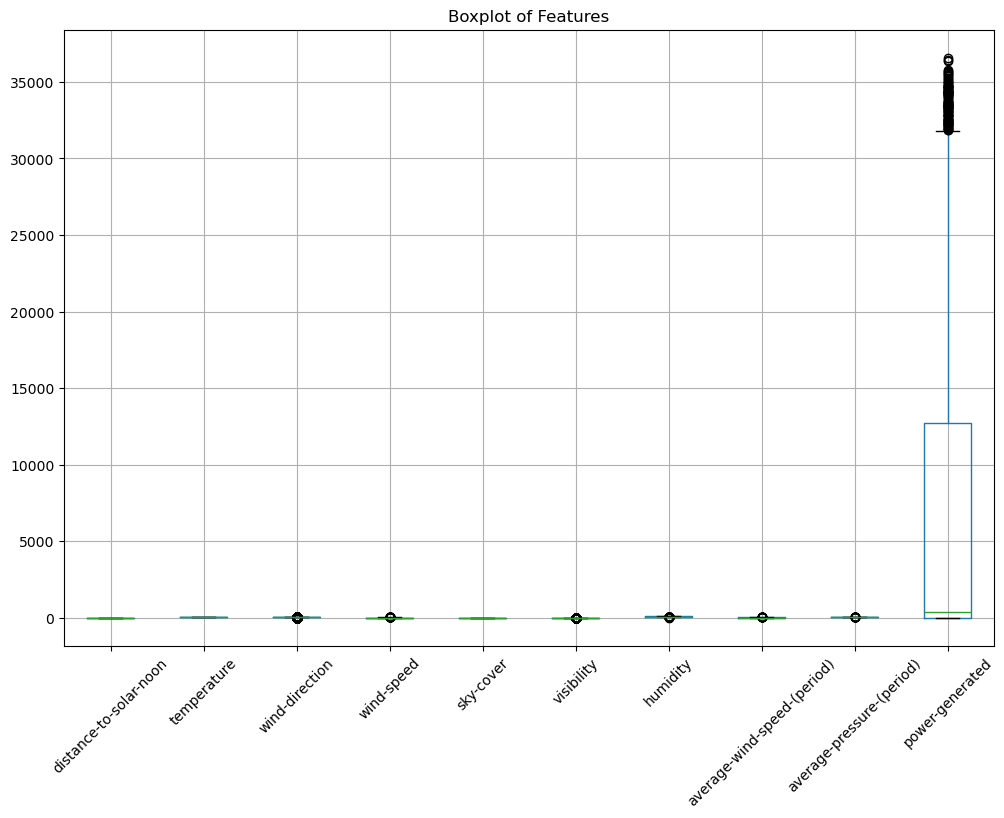 Boxplot of Features
35000
30000
25000
20000
15000
10000
5000
0
distance-to-solar-noon
temperature
wind-direction
wind-speed
sky-cover
visibility
humidity
average-wind-speed-(period)
average-pressure-(period)
power-generated